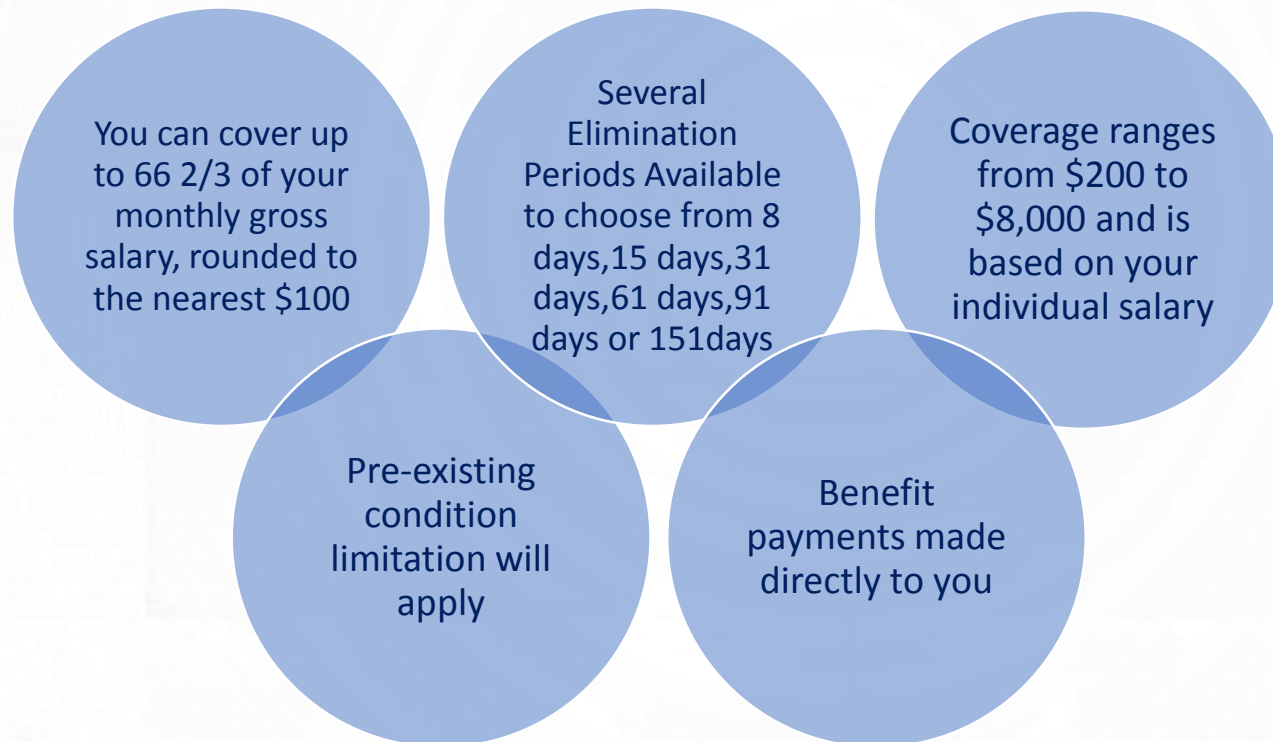 You can cover up
to 66 2/3 of your
monthly gross
salary, rounded to
the nearest $100
Several
Elimination
Periods Available
to choose from 8
days,15 days,31
days,61 days,91
days or 151days
Coverage ranges
from $200 to
$8,000 and is
based on your
individual salary
Pre-existing
condition
limitation will
apply
Benefit
payments made
directly to you